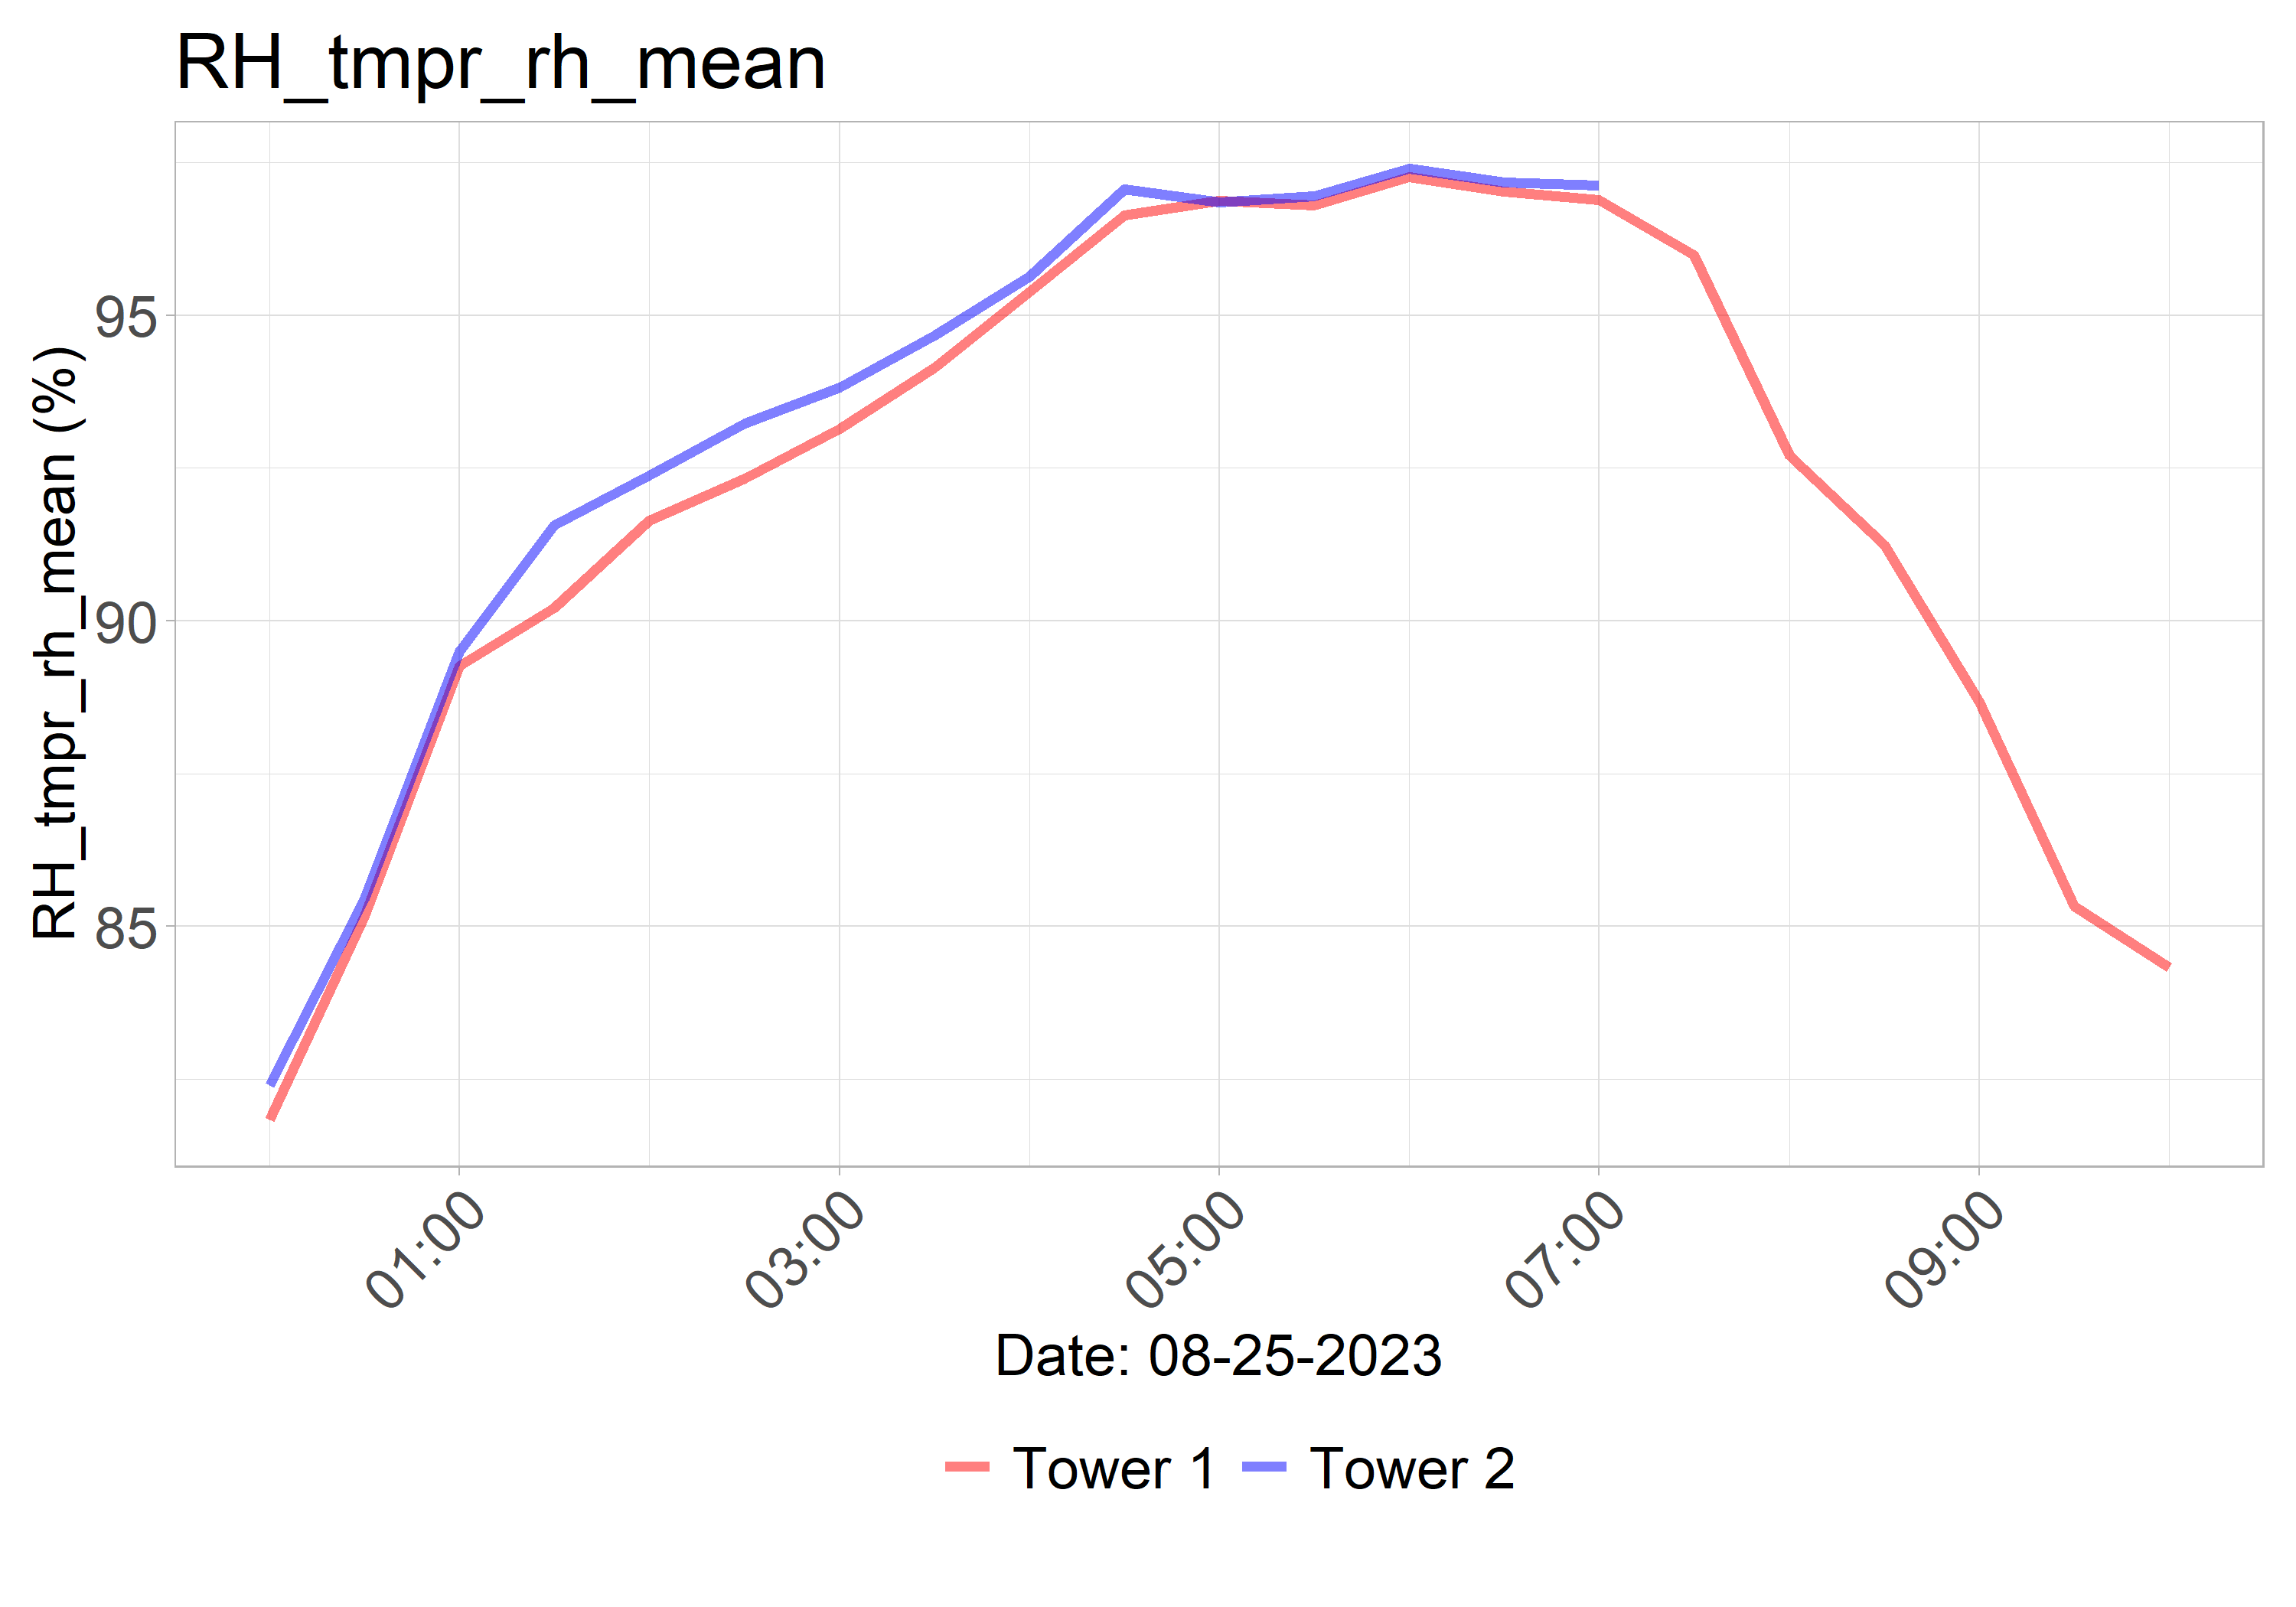 RH_tmpr_rh_mean
RH_tmpr_rh_mean (%)
95
90
85
01:00
03:00
05:00
07:00
09:00
Date: 08-25-2023
Tower 1
Tower 2